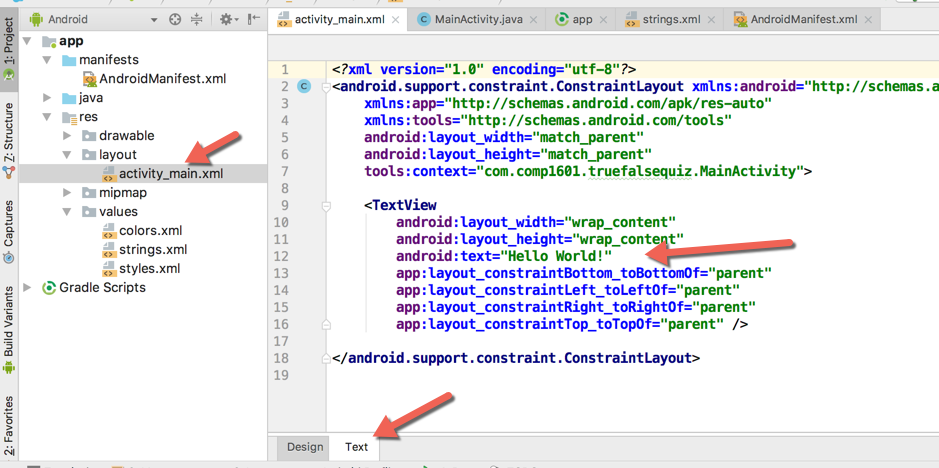 Android
activity_main.xml
MainActivity.java
app
strings.xml
AndroidManifest.xml
1: Project
Z: Structure
Captures
Build Variants
2: Favorites
app
manifests
AndroidManifest.xml
java
res
drawable
layout
activity_main.xml
mipmap
values
colors.xml
strings.xml
styles.xml
Gradle Scripts
1 <?xml version="1.0" encoding="utf-8"?>
2 C <android.support.constraint.ConstraintLayout xmlns:android="http://schemas.a
3 xmlns:app="http://schemas.android.com/apk/res-auto"
4 xmlns:tools="http://schemas.android.com/tools"
5 android:layout_width="match_parent"
6 android:layout_height="match_parent"
7 tools:context="com.comp1601.truefalsequiz.MainActivity">
8
9 <TextView
10 android:layout_width="wrap_content"
11 android:layout_height="wrap_content"
12 android:text="Hello World!"
13 app:layout_constraintBottom_toBottomOf="parent"
14 app:layout_constraintLeft_toLeftOf="parent"
15 app:layout_constraintRight_toRightOf="parent"
16 app:layout_constraintTop_toTopOf="parent" />
17
18 </android.support.constraint.ConstraintLayout>
19
Design Text